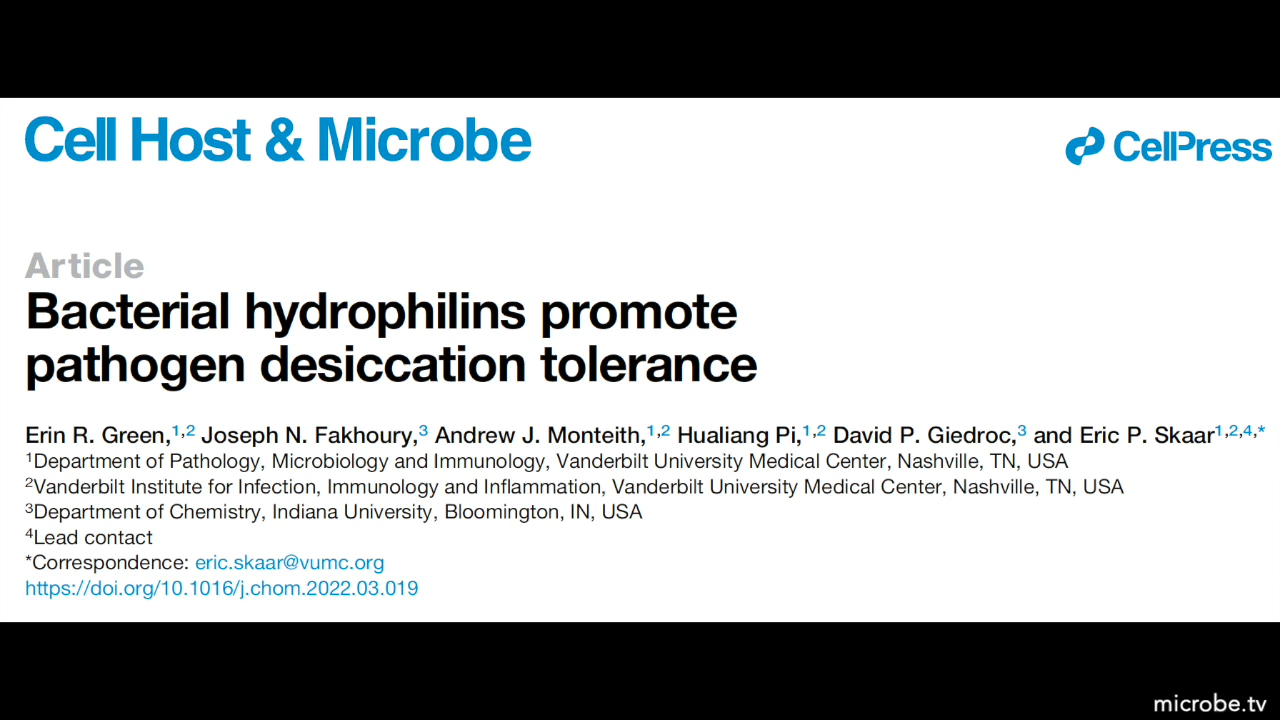 Cell Host & Microbe
CellPress
Article
Bacterial hydrophilins promote
pathogen desiccation tolerance
Erin R. Green,1,2 Joseph N. Fakhoury,3 Andrew J. Monteith,1,2 Hualiang Pi,1,2 David P. Giedroc,3 and Eric P. Skaar1,2,4,*
1Department of Pathology, Microbiology and Immunology, Vanderbilt University Medical Center, Nashville, TN, USA
2Vanderbilt Institute for Infection, Immunology and Inflammation, Vanderbilt University Medical Center, Nashville, TN, USA
3Department of Chemistry, Indiana University, Bloomington, IN, USA
4Lead contact
*Correspondence: eric.skaar@vumc.org
https://doi.org/10.1016/j.chom.2022.03.019
microbe.tv